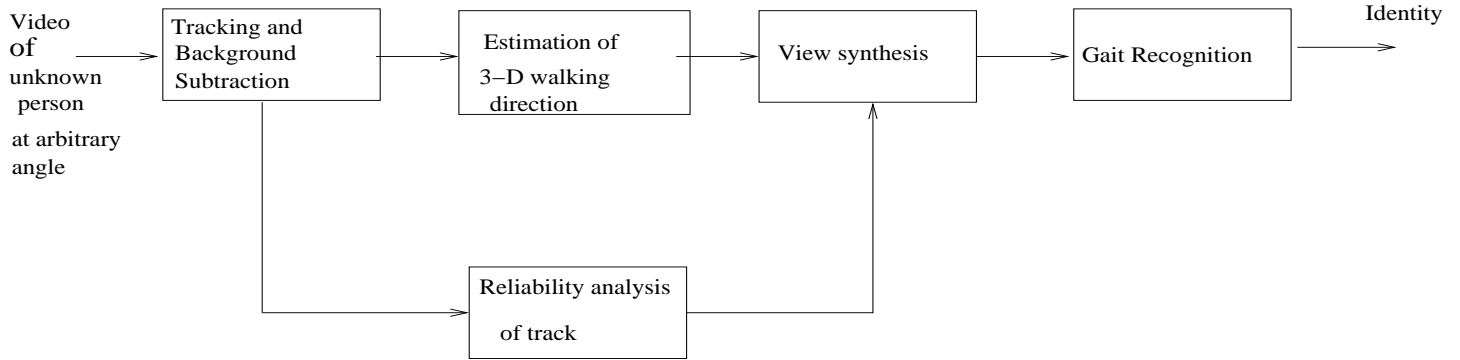 Video
of
unknown
person
at arbitrary
angle
Tracking and
Background
Subtraction
Estimation of
3−D walking
direction
View synthesis
Gait Recognition
Identity
Reliability analysis
of track